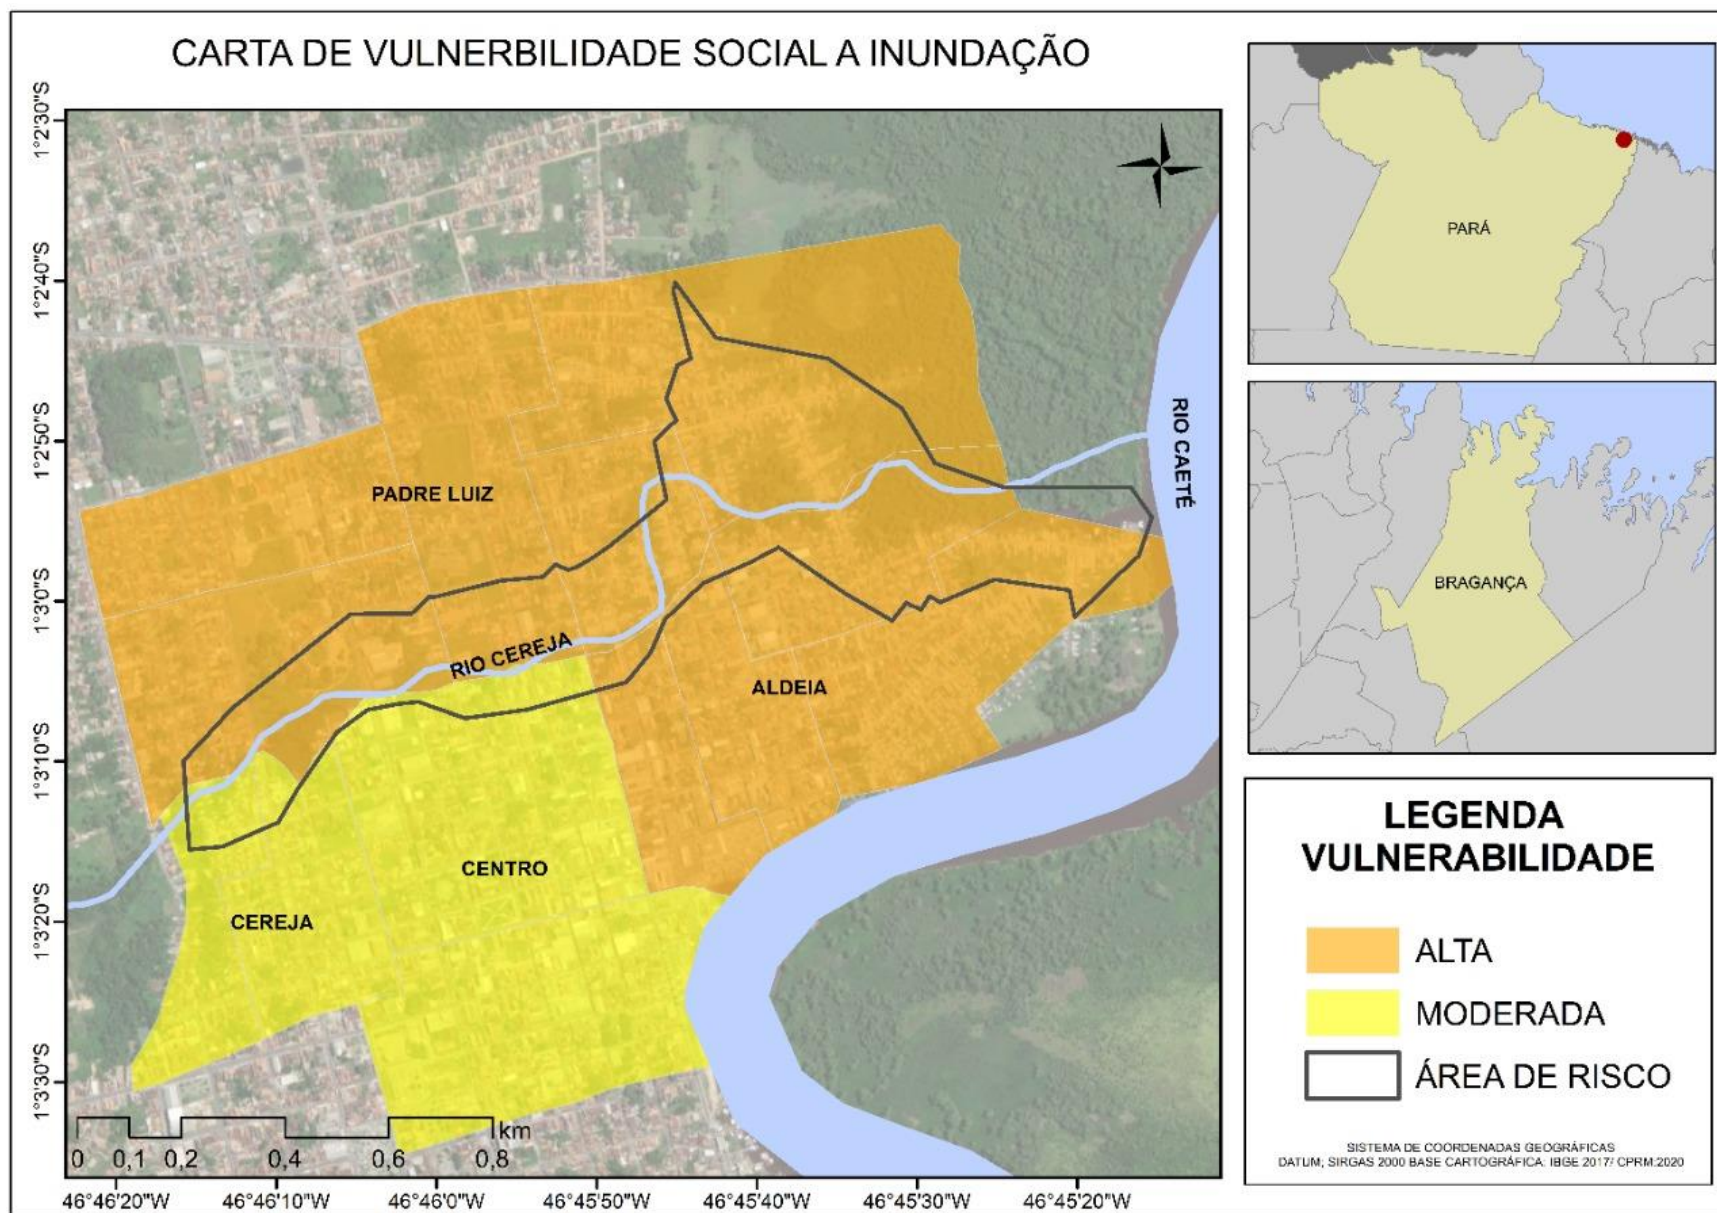 CARTA DE VULNERBILIDADE SOCIAL A INUNDAÇÃO
1°2'30"S
1°2'40"S
1°2'50"S
1°3'0"S
1°3'10"S
1°3'20"S
1°3'30"S
PADRE LUIZ
RIO CAETÉ
RIO CEREJA
ALDEIA
CENTRO
CEREJA
km
0 0,1 0,2 0,4 0,6 0,8
46°46'20"W 46°46'10"W 46°46'0"W 46°45'50"W 46°45'40"W 46°45'30"W 46°45'20"W
PARÁ
BRAGANÇA
LEGENDA
VULNERABILIDADE
ALTA
MODERADA
ÁREA DE RISCO
SISTEMA DE COORDENADAS GEOGRÁFICAS
DATUM; SIRGAS 2000 BASE CARTOGRÁFICA: IBGE 2017/ CPRM:2020